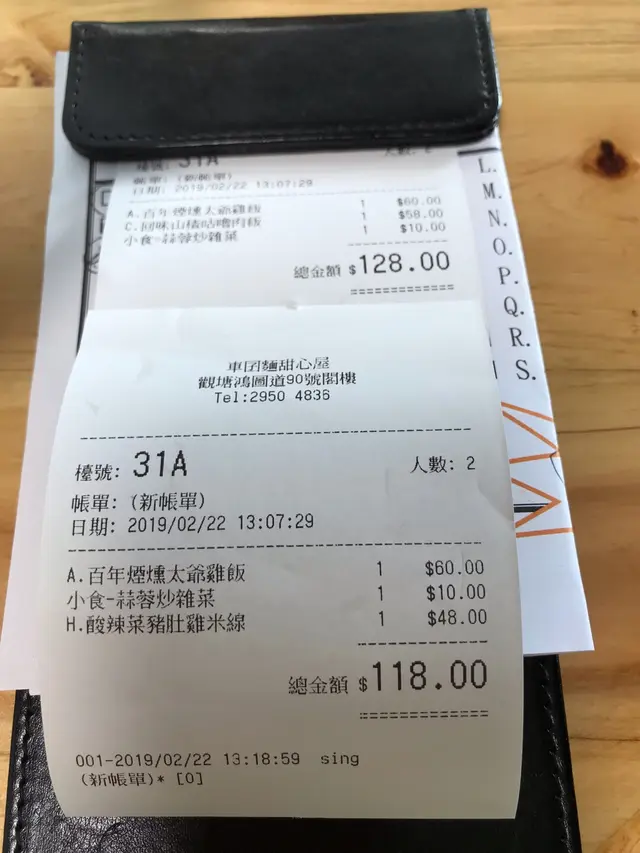 檯號: 31A 人數: 2
帳單: (新帳單)
日期: 2019/02/22 13:07:29
A.百年煙燻太爺雞飯 1 $60.00
C.回味山楂咕嚕肉飯 1 $58.00
小食-蒜蓉炒雜菜 1 $10.00
總金額 $128.00
L.
M.
N.
O.
P.
Q.
R.
S.
車囝麵甜心屋
觀塘鴻圖道90號閣樓
Tel:2950 4836
檯號: 31A 人數: 2
帳單: (新帳單)
日期: 2019/02/22 13:07:29
A.百年煙燻太爺雞飯 1 $60.00
小食-蒜蓉炒雜菜 1 $10.00
H.酸辣菜豬肚雞米線 1 $48.00
總金額 $118.00
001-2019/02/22 13:18:59 sing
(新帳單)* [0]